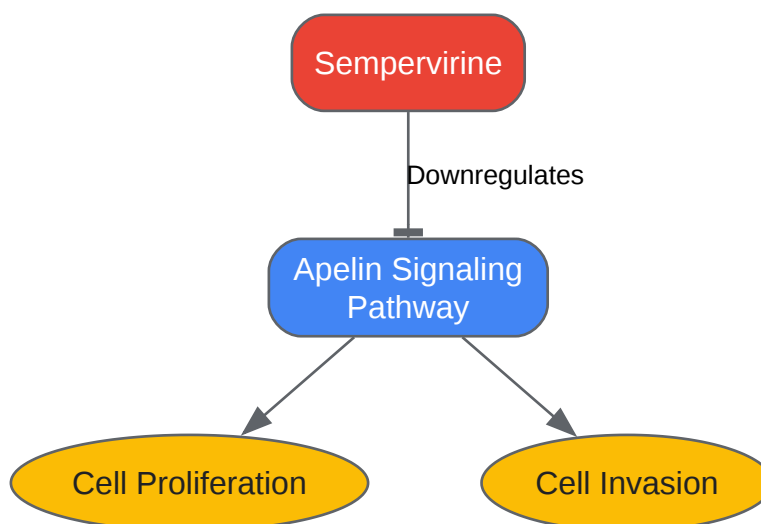 Sempervirine
Downregulates
Apelin Signaling
Pathway
Cell Proliferation
Cell Invasion